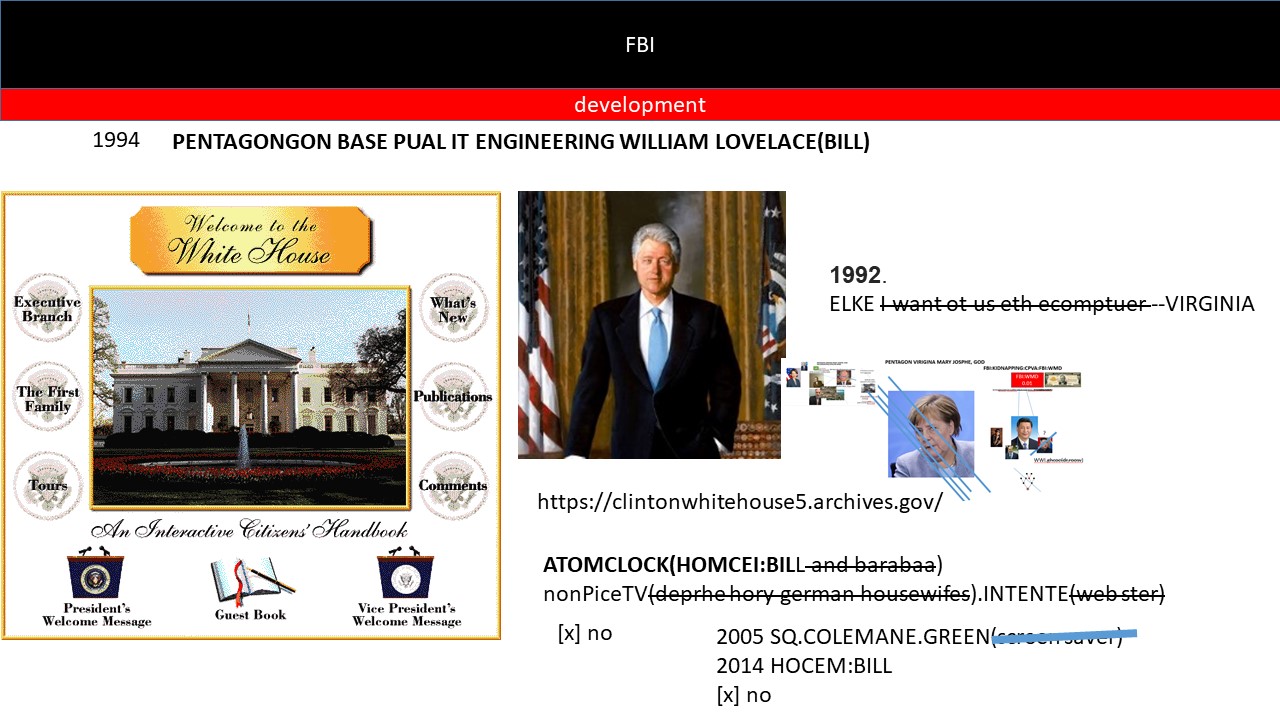 FBI
development
1994 PENTAGONGON BASE PUAL IT ENGINEERING WILLIAM LOVELACE(BILL)
Welcome to the
White House
Executive
Branch
What's
New
The First
Family
Publications
Tours
Comments
An Interactive Citizens' Handbook
President's
Welcome Message
Guest Book
Vice President's
Welcome Message
1992.
ELKE I want ot us eth ecomptuer ---VIRGINIA
PENTAGON VIRIGINA MARY JOSPHE, GOD
FBI:KIDNAPPING:CPVA:FBI:WMD
FBI:WMD
0.01
https://clintonwhitehouse5.archives.gov/
ATOMCLOCK(HOMCEI:BILL and barabaa)
nonPiceTV(deprhe hory german housewifes).INTENTE(web ster)
[x] no
2005 SQ.COLEMANE.GREEN(screen saver)
2014 HOCEM:BILL
[x] no